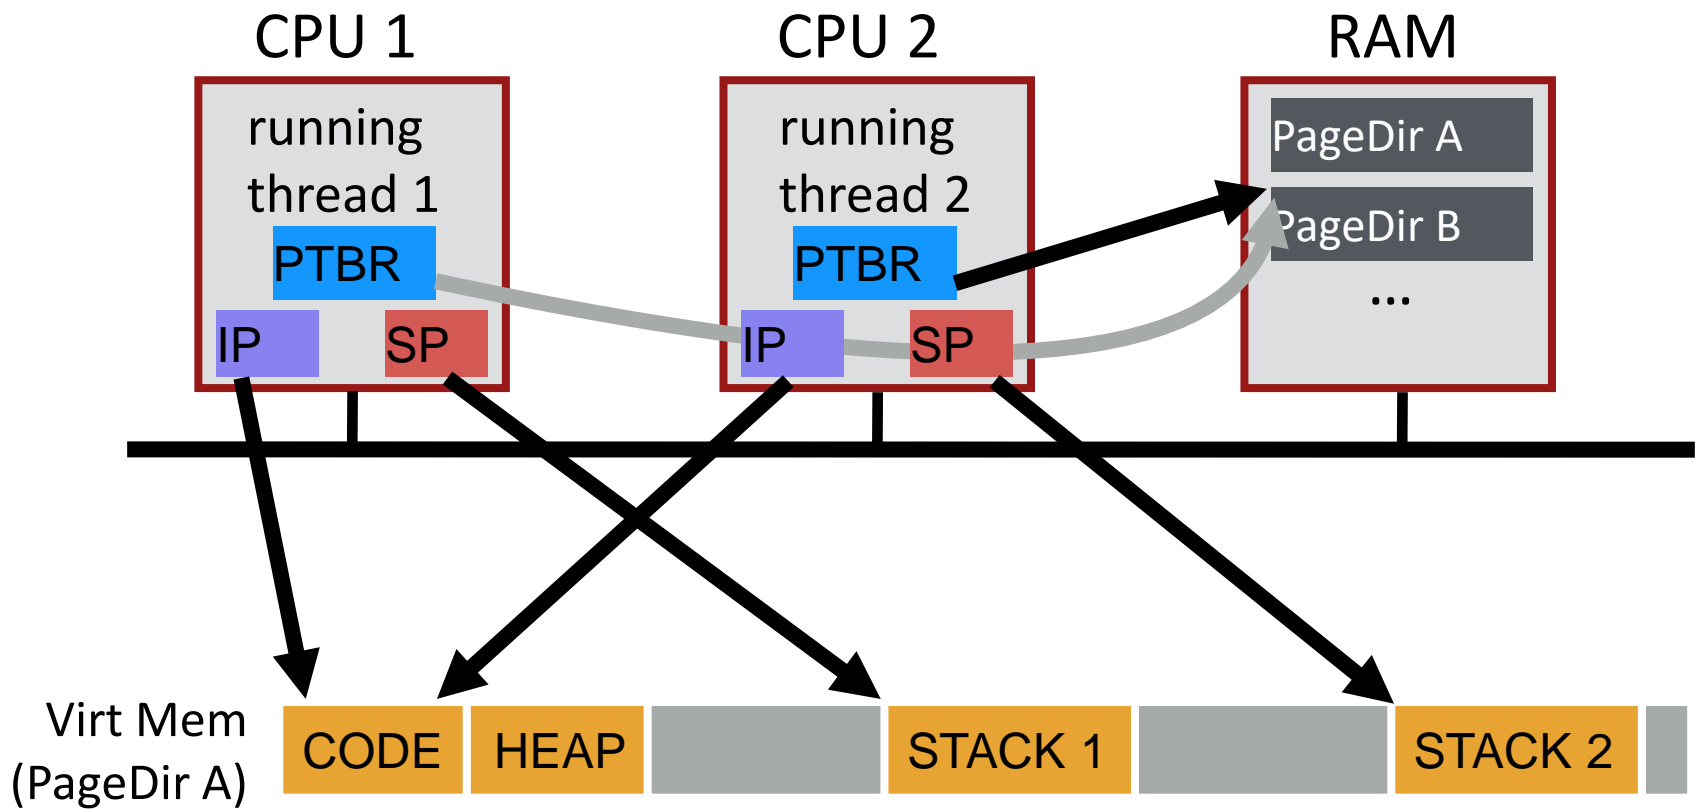 CPU 1
CPU 2
RAM
running
thread 1
PTBR
IP
SP
running
thread 2
PTBR
IP
SP
PageDir A
PageDir B
...
Virt Mem
(PageDir A)
CODE
HEAP
STACK 1
STACK 2